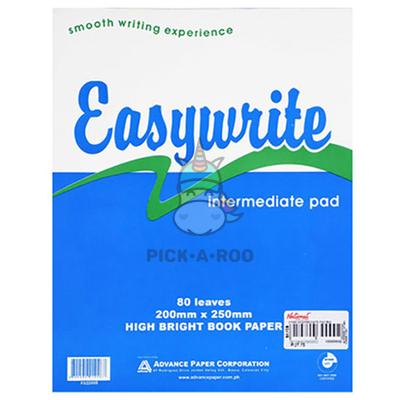 smooth writing experience
Easywrite
intermediate pad
PICK•A•ROO
80 leaves
200mm x 250mm
HIGH BRIGHT BOOK PAPER
National
ADVANCE PAPER CORPORATION
www.advancepaper.com.ph